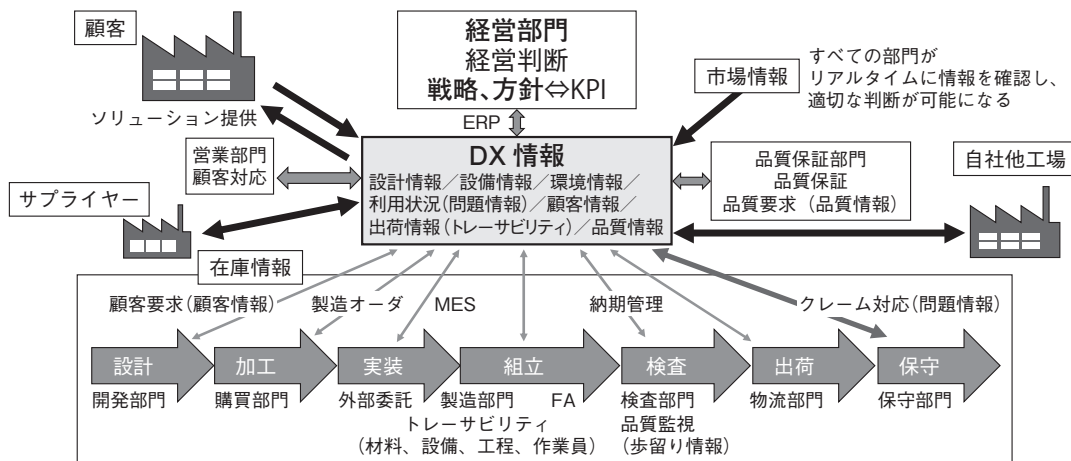 顧客
ソリューション提供
経営部門
経営判断
戦略、方針⇔KPI
ERP
市場情報
すべての部門が
リアルタイムに情報を確認し、
適切な判断が可能になる
営業部門
顧客対応
DX 情報
設計情報／設備情報／環境情報／
利用状況(問題情報)／顧客情報／
出荷情報(トレーサビリティ)／品質情報
品質保証部門
品質保証
品質要求（品質情報）
自社他工場
サプライヤー
在庫情報
顧客要求(顧客情報)
製造オーダ
MES
納期管理
クレーム対応(問題情報)
設計
加工
実装
組立
検査
出荷
保守
開発部門
購買部門
外部委託
製造部門
FA
検査部門
物流部門
保守部門
トレーサビリティ
（材料、設備、工程、作業員）
品質監視
（歩留り情報）